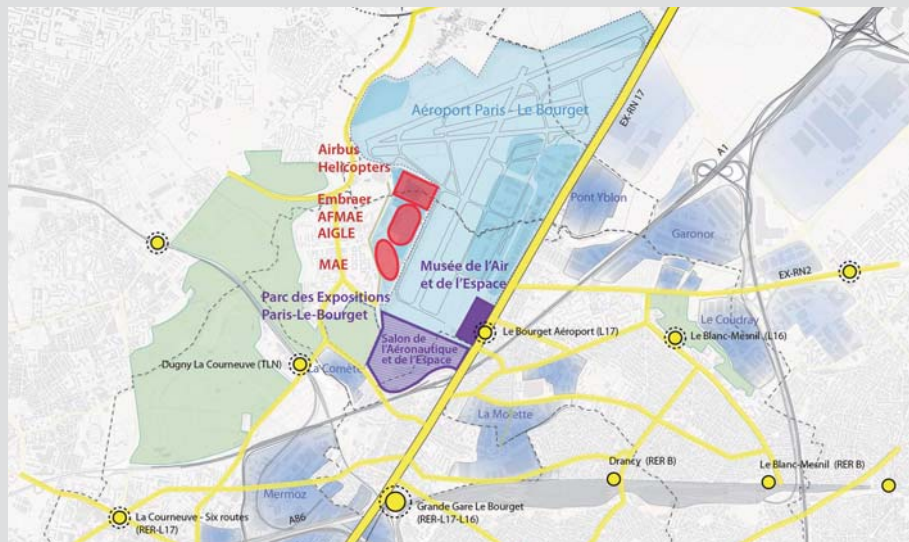 Aéroport Paris - Le Bourget
EX-RN 17
A1
Airbus
Helicopters
Embraer
AFMAE
AIGLE
MAE
Pont Yblon
Garonor
Musée de l'Air
et de l'Espace
EX-RN2
Parc des Expositions
Paris-Le-Bourget
Le Coudray
Le Bourget Aéroport (L17)
Le Blanc-Mesnil (L16)
Salon de
l'Aéronautique
et de l'Espace
Dugny La Courneuve (TLN)
La Comète
La Molette
Drancy (RER B)
Le Blanc-Mesnil (RER B)
Mermoz
A86
Grande Gare Le Bourget
(RER-L17-L16)
La Courneuve - Six routes
(RER-L17)